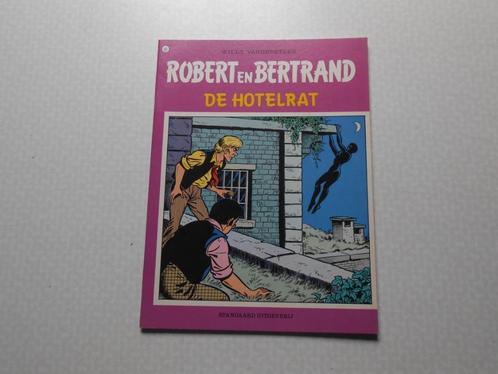 WILLY VANDERSTEEN
ROBERT EN BERTRAND
DE HOTELRAT
STANDAARD UITGEVERIJ